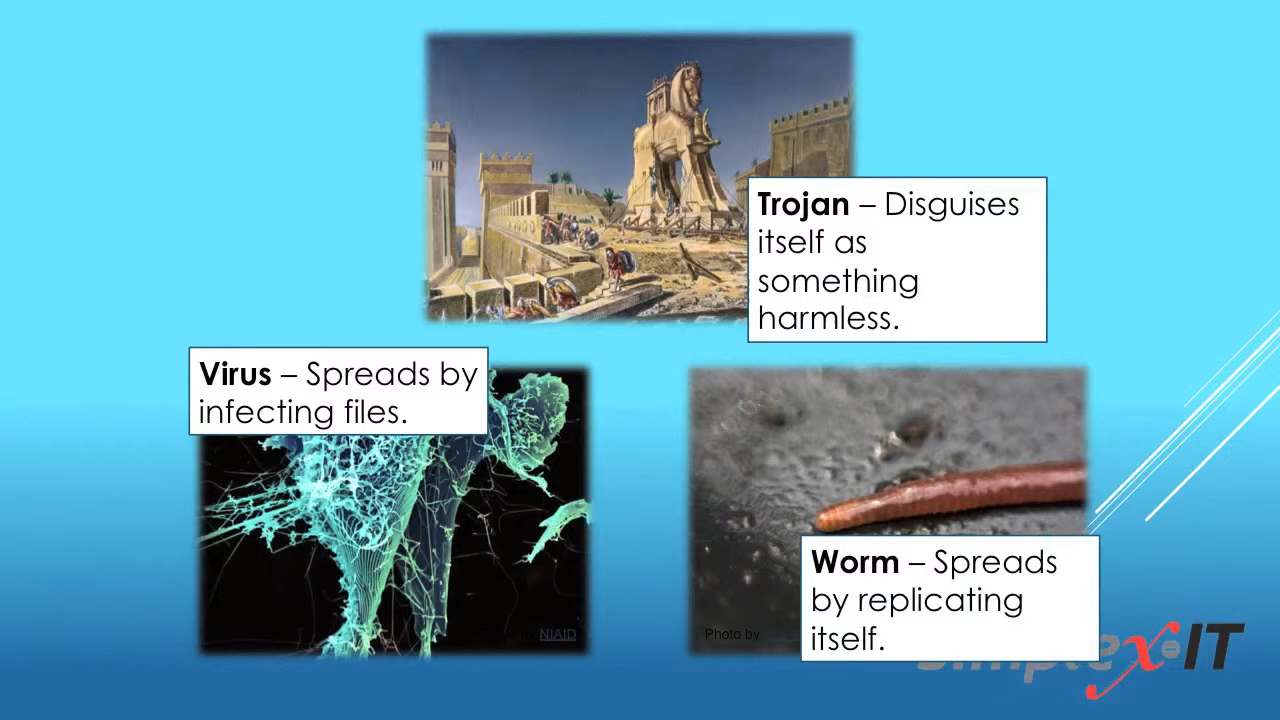 Trojan – Disguises
itself as
something
harmless.
Virus – Spreads by
infecting files.
Worm – Spreads
by replicating
itself.
NIAID
Photo by
simplex-IT